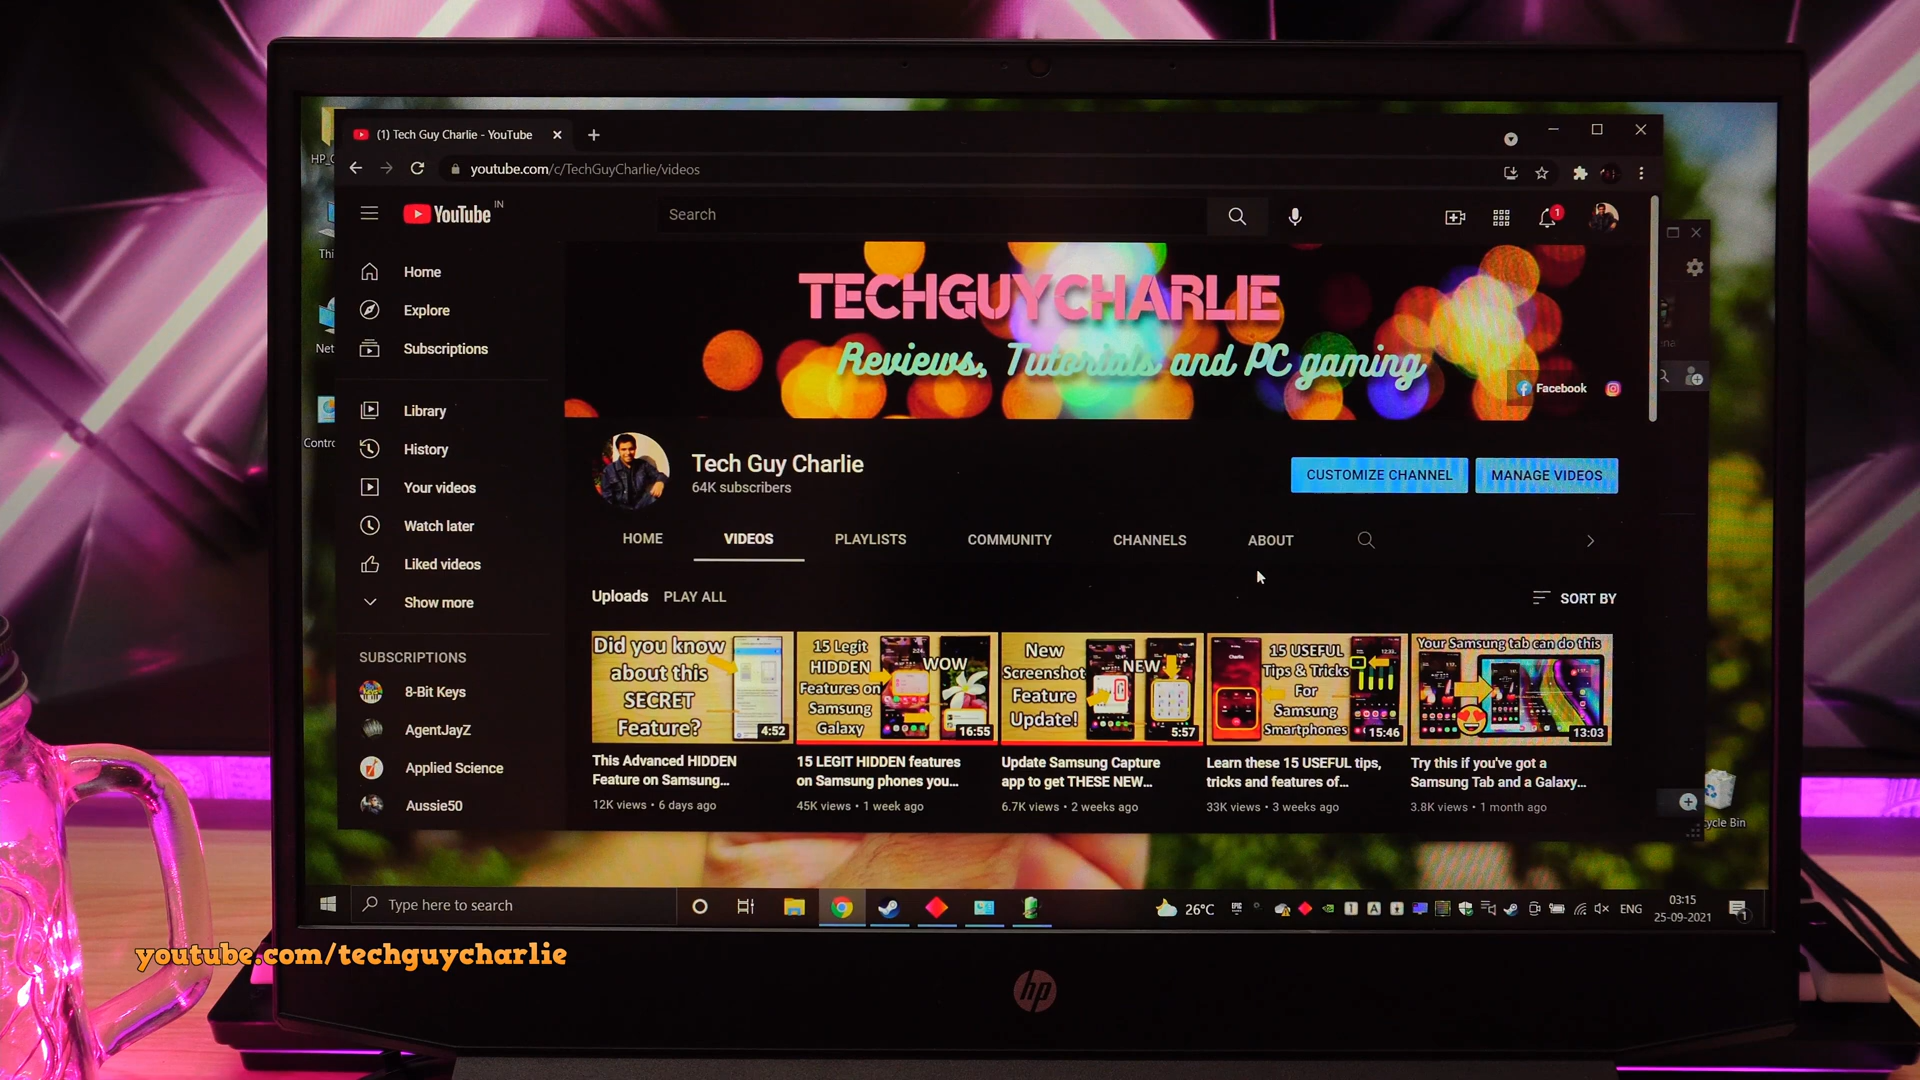 (1) Tech Guy Charlie - YouTube
youtube.com/c/TechGuyCharlie/videos
YouTube IN
Search
1
Home
Explore
Subscriptions
Library
History
Your videos
Watch later
Liked videos
Show more
SUBSCRIPTIONS
8-Bit Keys
AgentJayZ
Applied Science
Aussie50
TECHGUYCHARLIE
Reviews, Tutorials and PC gaming
Facebook
Tech Guy Charlie
64K subscribers
CUSTOMIZE CHANNEL
MANAGE VIDEOS
HOME VIDEOS PLAYLISTS COMMUNITY CHANNELS ABOUT
Uploads PLAY ALL
SORT BY
Did you know
about this
SECRET
Feature?
4:52
This Advanced HIDDEN
Feature on Samsung...
12K views • 6 days ago
15 Legit
HIDDEN
Features on
Samsung
Galaxy
WOW
16:55
15 LEGIT HIDDEN features
on Samsung phones you...
45K views • 1 week ago
New
Screenshot
Feature
Update!
NEW
5:57
Update Samsung Capture
app to get THESE NEW...
6.7K views • 2 weeks ago
15 USEFUL
Tips & Tricks
For
Samsung
Smartphones
15:46
Learn these 15 USEFUL tips,
tricks and features of...
33K views • 3 weeks ago
Your Samsung tab can do this
13:03
Try this if you've got a
Samsung Tab and a Galaxy...
3.8K views • 1 month ago
HP_
Thi
Net
Contro
cycle Bin
Type here to search
26°C
ENG
03:15
25-09-2021
1
youtube.com/techguycharlie
hp